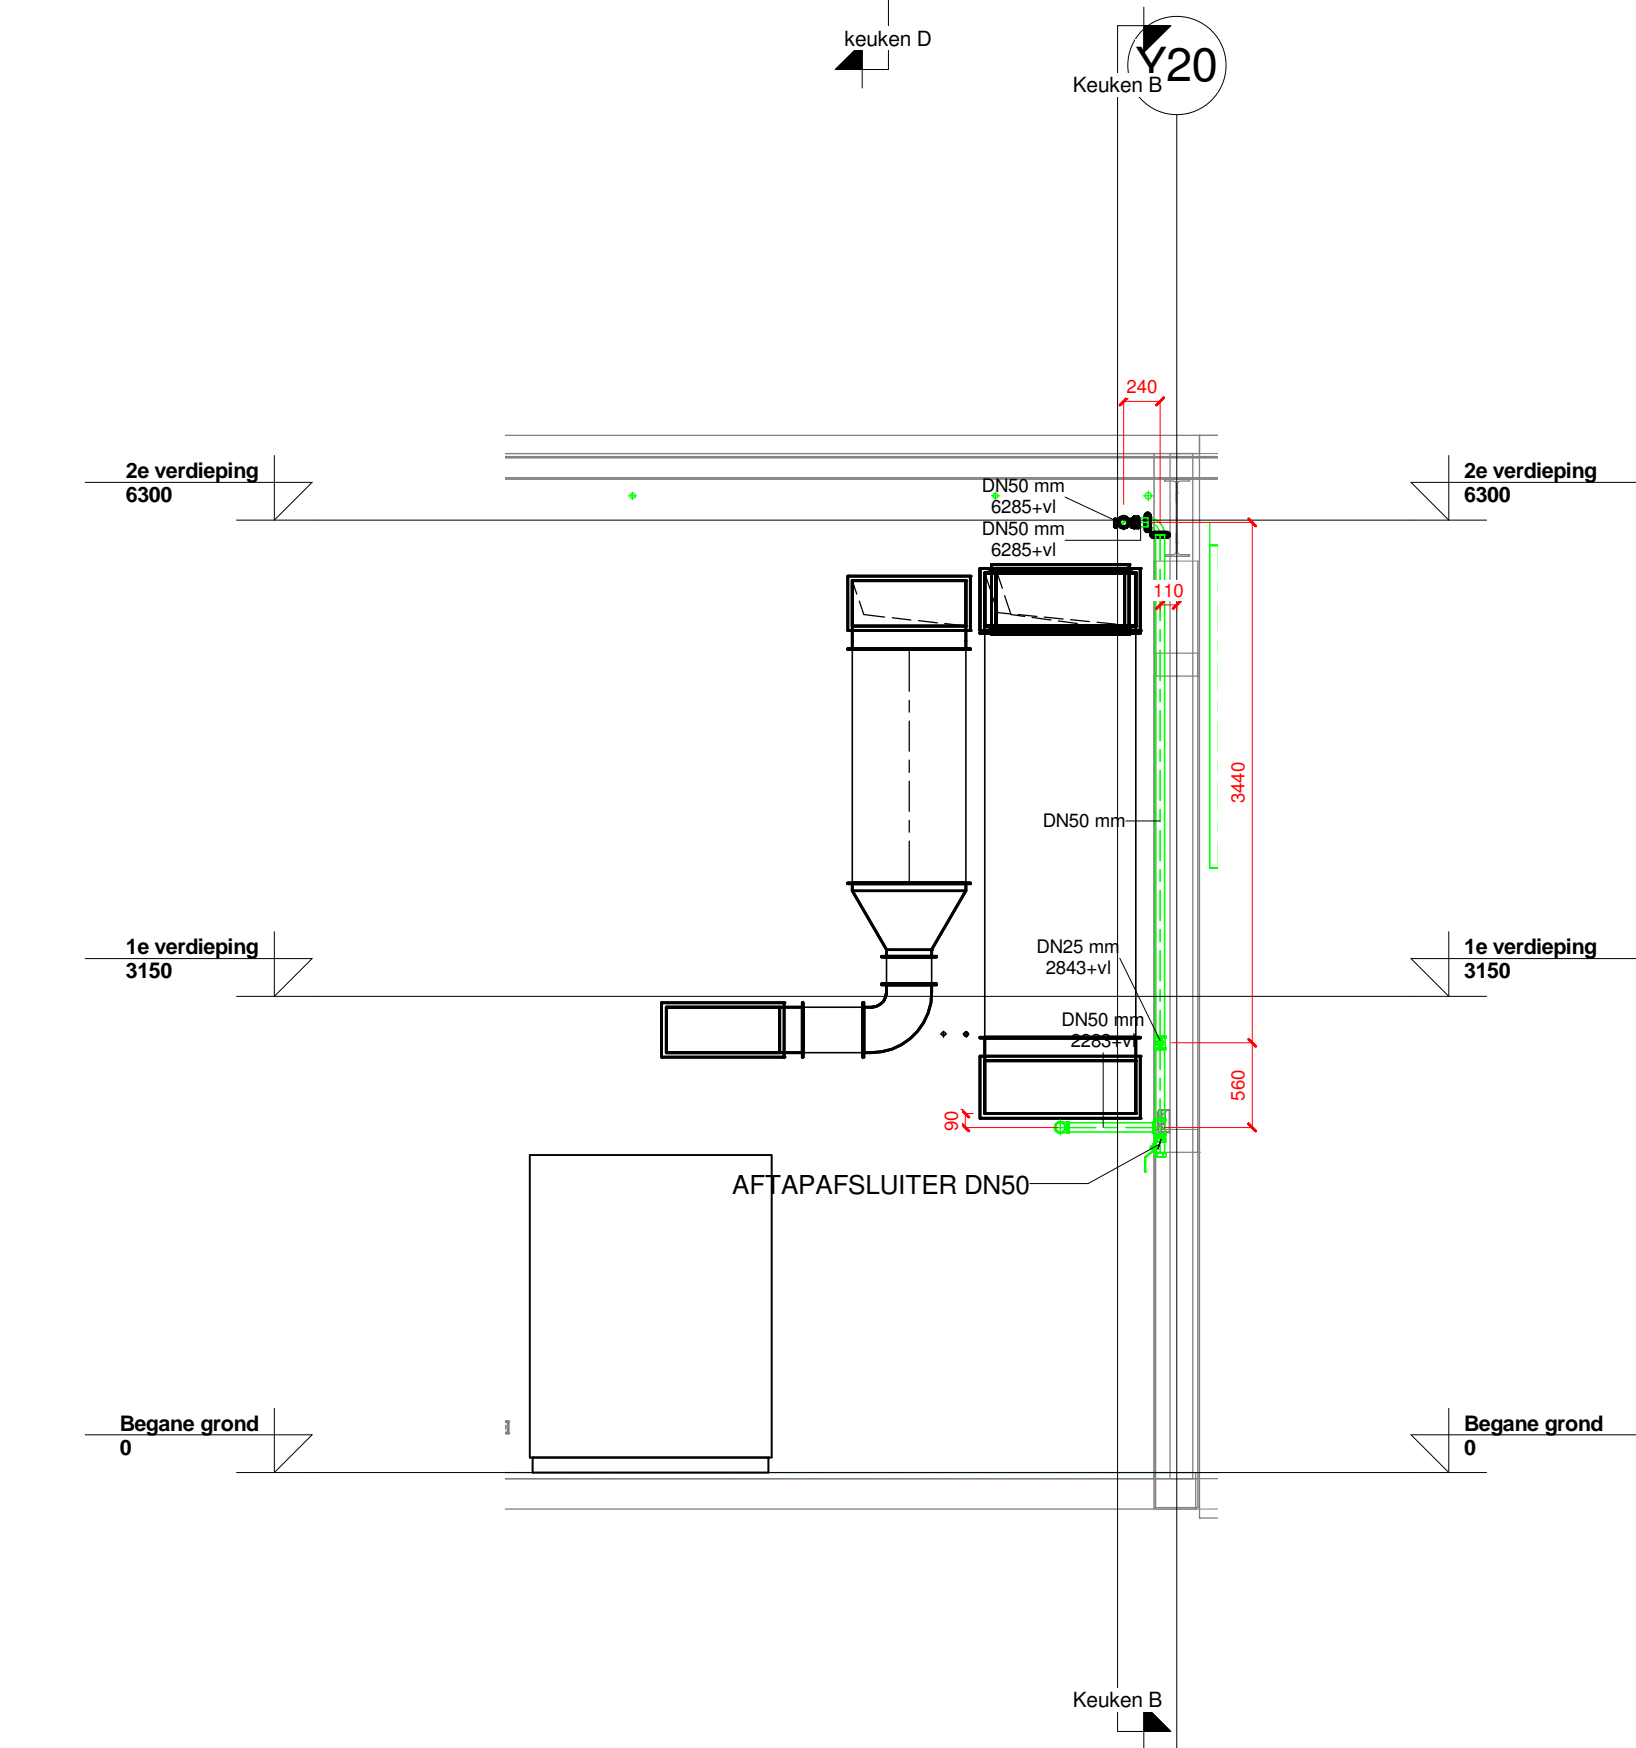 keuken D
Y20
Keuken B
240
2e verdieping
6300
2e verdieping
6300
DN50 mm
6285+vl
DN50 mm
6285+vl
110
3440
DN50 mm
1e verdieping
3150
DN25 mm
2843+vl
1e verdieping
3150
DN50 mm
2283+vl
560
90
AFTAPAFSLUITER DN50
Begane grond
0
Begane grond
0
Keuken B